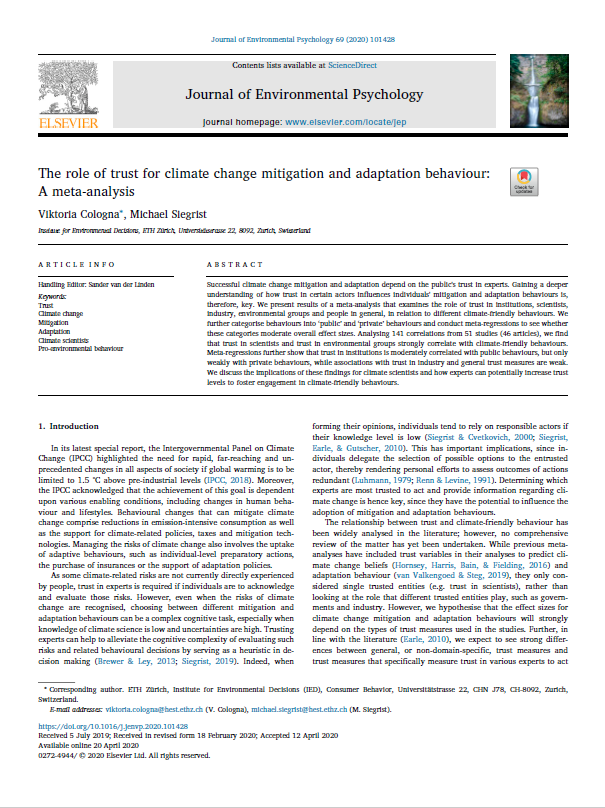 Journal of Environmental Psychology 69 (2020) 101428
Contents lists available at ScienceDirect
Journal of Environmental Psychology
journal homepage: www.elsevier.com/locate/jep
ELSEVIER
The role of trust for climate change mitigation and adaptation behaviour:
A meta-analysis
Check for
updates
Viktoria Cologna*, Michael Siegrist
Institute for Environmental Decisions, ETH Zürich, Universitätstrasse 22, 8092, Zurich, Switzerland
ARTICLE INFO
Handling Editor: Sander van der Linden
Keywords:
Trust
Climate change
Mitigation
Adaptation
Climate scientists
Pro-environmental behaviour
ABSTRACT
Successful climate change mitigation and adaptation depend on the public's trust in experts. Gaining a deeper
understanding of how trust in certain actors influences individuals' mitigation and adaptation behaviours is,
therefore, key. We present results of a meta-analysis that examines the role of trust in institutions, scientists,
industry, environmental groups and people in general, in relation to different climate-friendly behaviours. We
further categorise behaviours into 'public' and 'private' behaviours and conduct meta-regressions to see whether
these categories moderate overall effect sizes. Analysing 141 correlations from 51 studies (46 articles), we find
that trust in scientists and trust in environmental groups strongly correlate with climate-friendly behaviours.
Meta-regressions further show that trust in institutions is moderately correlated with public behaviours, but only
weakly with private behaviours, while associations with trust in industry and general trust measures are weak.
We discuss the implications of these findings for climate scientists and how experts can potentially increase trust
levels to foster engagement in climate-friendly behaviours.
1. Introduction
In its latest special report, the Intergovernmental Panel on Climate
Change (IPCC) highlighted the need for rapid, far-reaching and un-
precedented changes in all aspects of society if global warming is to be
limited to 1.5 °C above pre-industrial levels (IPCC, 2018). Moreover,
the IPCC acknowledged that the achievement of this goal is dependent
upon various enabling conditions, including changes in human beha-
viour and lifestyles. Behavioural changes that can mitigate climate
change comprise reductions in emission-intensive consumption as well
as the support for climate-related policies, taxes and mitigation tech-
nologies. Managing the risks of climate change also involves the uptake
of adaptive behaviours, such as individual-level preparatory actions,
the purchase of insurances or the support of adaptation policies.
As some climate-related risks are not currently directly experienced
by people, trust in experts is required if individuals are to acknowledge
and evaluate those risks. However, even when the risks of climate
change are recognised, choosing between different mitigation and
adaptation behaviours can be a complex cognitive task, especially when
knowledge of climate science is low and uncertainties are high. Trusting
experts can help to alleviate the cognitive complexity of evaluating such
risks and related behavioural decisions by serving as a heuristic in de-
cision making (Brewer & Ley, 2013; Siegrist, 2019). Indeed, when
forming their opinions, individuals tend to rely on responsible actors if
their knowledge level is low (Siegrist & Cvetkovich, 2000; Siegrist,
Earle, & Gutscher, 2010). This has important implications, since in-
dividuals delegate the selection of possible options to the entrusted
actor, thereby rendering personal efforts to assess outcomes of actions
redundant (Luhmann, 1979; Renn & Levine, 1991). Determining which
experts are most trusted to act and provide information regarding cli-
mate change is hence key, since they have the potential to influence the
adoption of mitigation and adaptation behaviours.
The relationship between trust and climate-friendly behaviour has
been widely analysed in the literature; however, no comprehensive
review of the matter has yet been undertaken. While previous meta-
analyses have included trust variables in their analyses to predict cli-
mate change beliefs (Hornsey, Harris, Bain, & Fielding, 2016) and
adaptation behaviour (van Valkengoed & Steg, 2019), they only con-
sidered single trusted entities (e.g. trust in scientists), rather than
looking at the role that different trusted entities play, such as govern-
ments and industry. However, we hypothesise that the effect sizes for
climate change mitigation and adaptation behaviours will strongly
depend on the types of trust measures used in the studies. Further, in
line with the literature (Earle, 2010), we expect to see strong differ-
ences between general, or non-domain-specific, trust measures and
trust measures that specifically measure trust in various experts to act
* Corresponding author. ETH Zürich, Institute for Environmental Decisions (IED), Consumer Behavior, Universitätstrasse 22, CHN J78, CH-8092, Zurich,
Switzerland.
E-mail addresses: viktoria.cologna@hest.ethz.ch (V. Cologna), michael.siegrist@hest.ethz.ch (M. Siegrist).
https://doi.org/10.1016/j.jenvp.2020.101428
Received 5 July 2019; Received in revised form 18 February 2020; Accepted 12 April 2020
Available online 20 April 2020
0272-4944/ © 2020 Elsevier Ltd. All rights reserved.